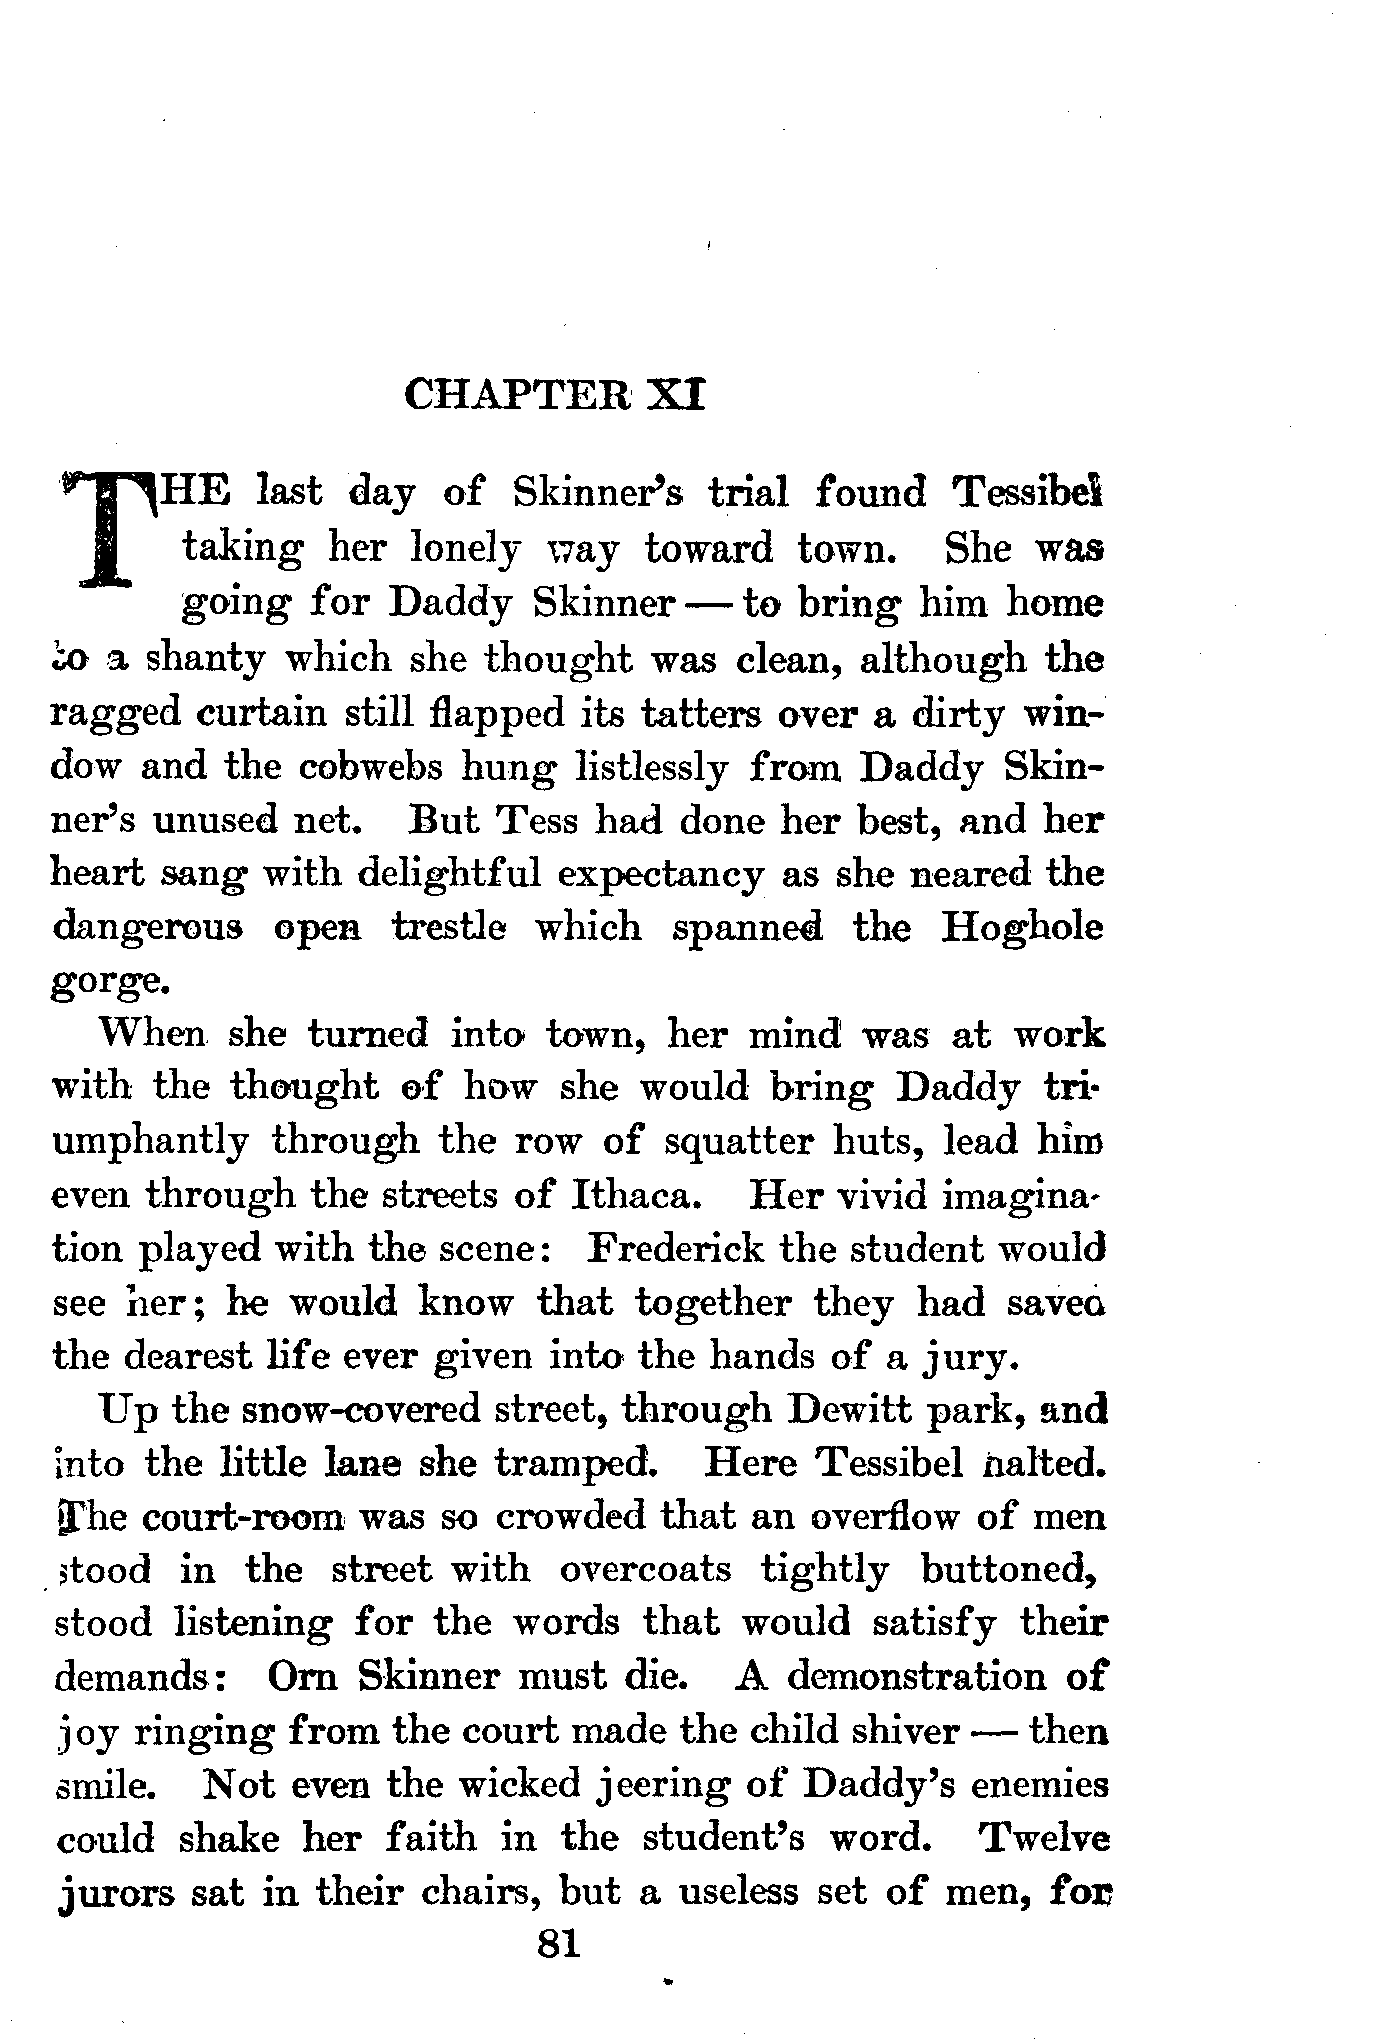 CHAPTER XI
THE last day of Skinner's trial found Tessibel
taking her lonely way toward town. She was
going for Daddy Skinner — to bring him home
to a shanty which she thought was clean, although the
ragged curtain still flapped its tatters over a dirty win-
dow and the cobwebs hung listlessly from Daddy Skin-
ner's unused net. But Tess had done her best, and her
heart sang with delightful expectancy as she neared the
dangerous open trestle which spanned the Hoghole
gorge.
When she turned into town, her mind was at work
with the thought of how she would bring Daddy tri-
umphantly through the row of squatter huts, lead him
even through the streets of Ithaca. Her vivid imagina-
tion played with the scene: Frederick the student would
see her; he would know that together they had saved
the dearest life ever given into the hands of a jury.
Up the snow-covered street, through Dewitt park, and
into the little lane she tramped. Here Tessibel halted.
The court-room was so crowded that an overflow of men
stood in the street with overcoats tightly buttoned,
stood listening for the words that would satisfy their
demands: Orn Skinner must die. A demonstration of
joy ringing from the court made the child shiver — then
smile. Not even the wicked jeering of Daddy's enemies
could shake her faith in the student's word. Twelve
jurors sat in their chairs, but a useless set of men, for
81